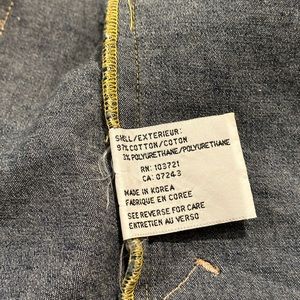 SHELL/EXTERIEUR:
97% COTTON/COTON
3% POLYURETHANE/POLYURETHANE
RN: 103721
CA: 07243
MADE IN KOREA
FABRIQUE EN COREE
SEE REVERSE FOR CARE
ENTRETIEN AU VERSO